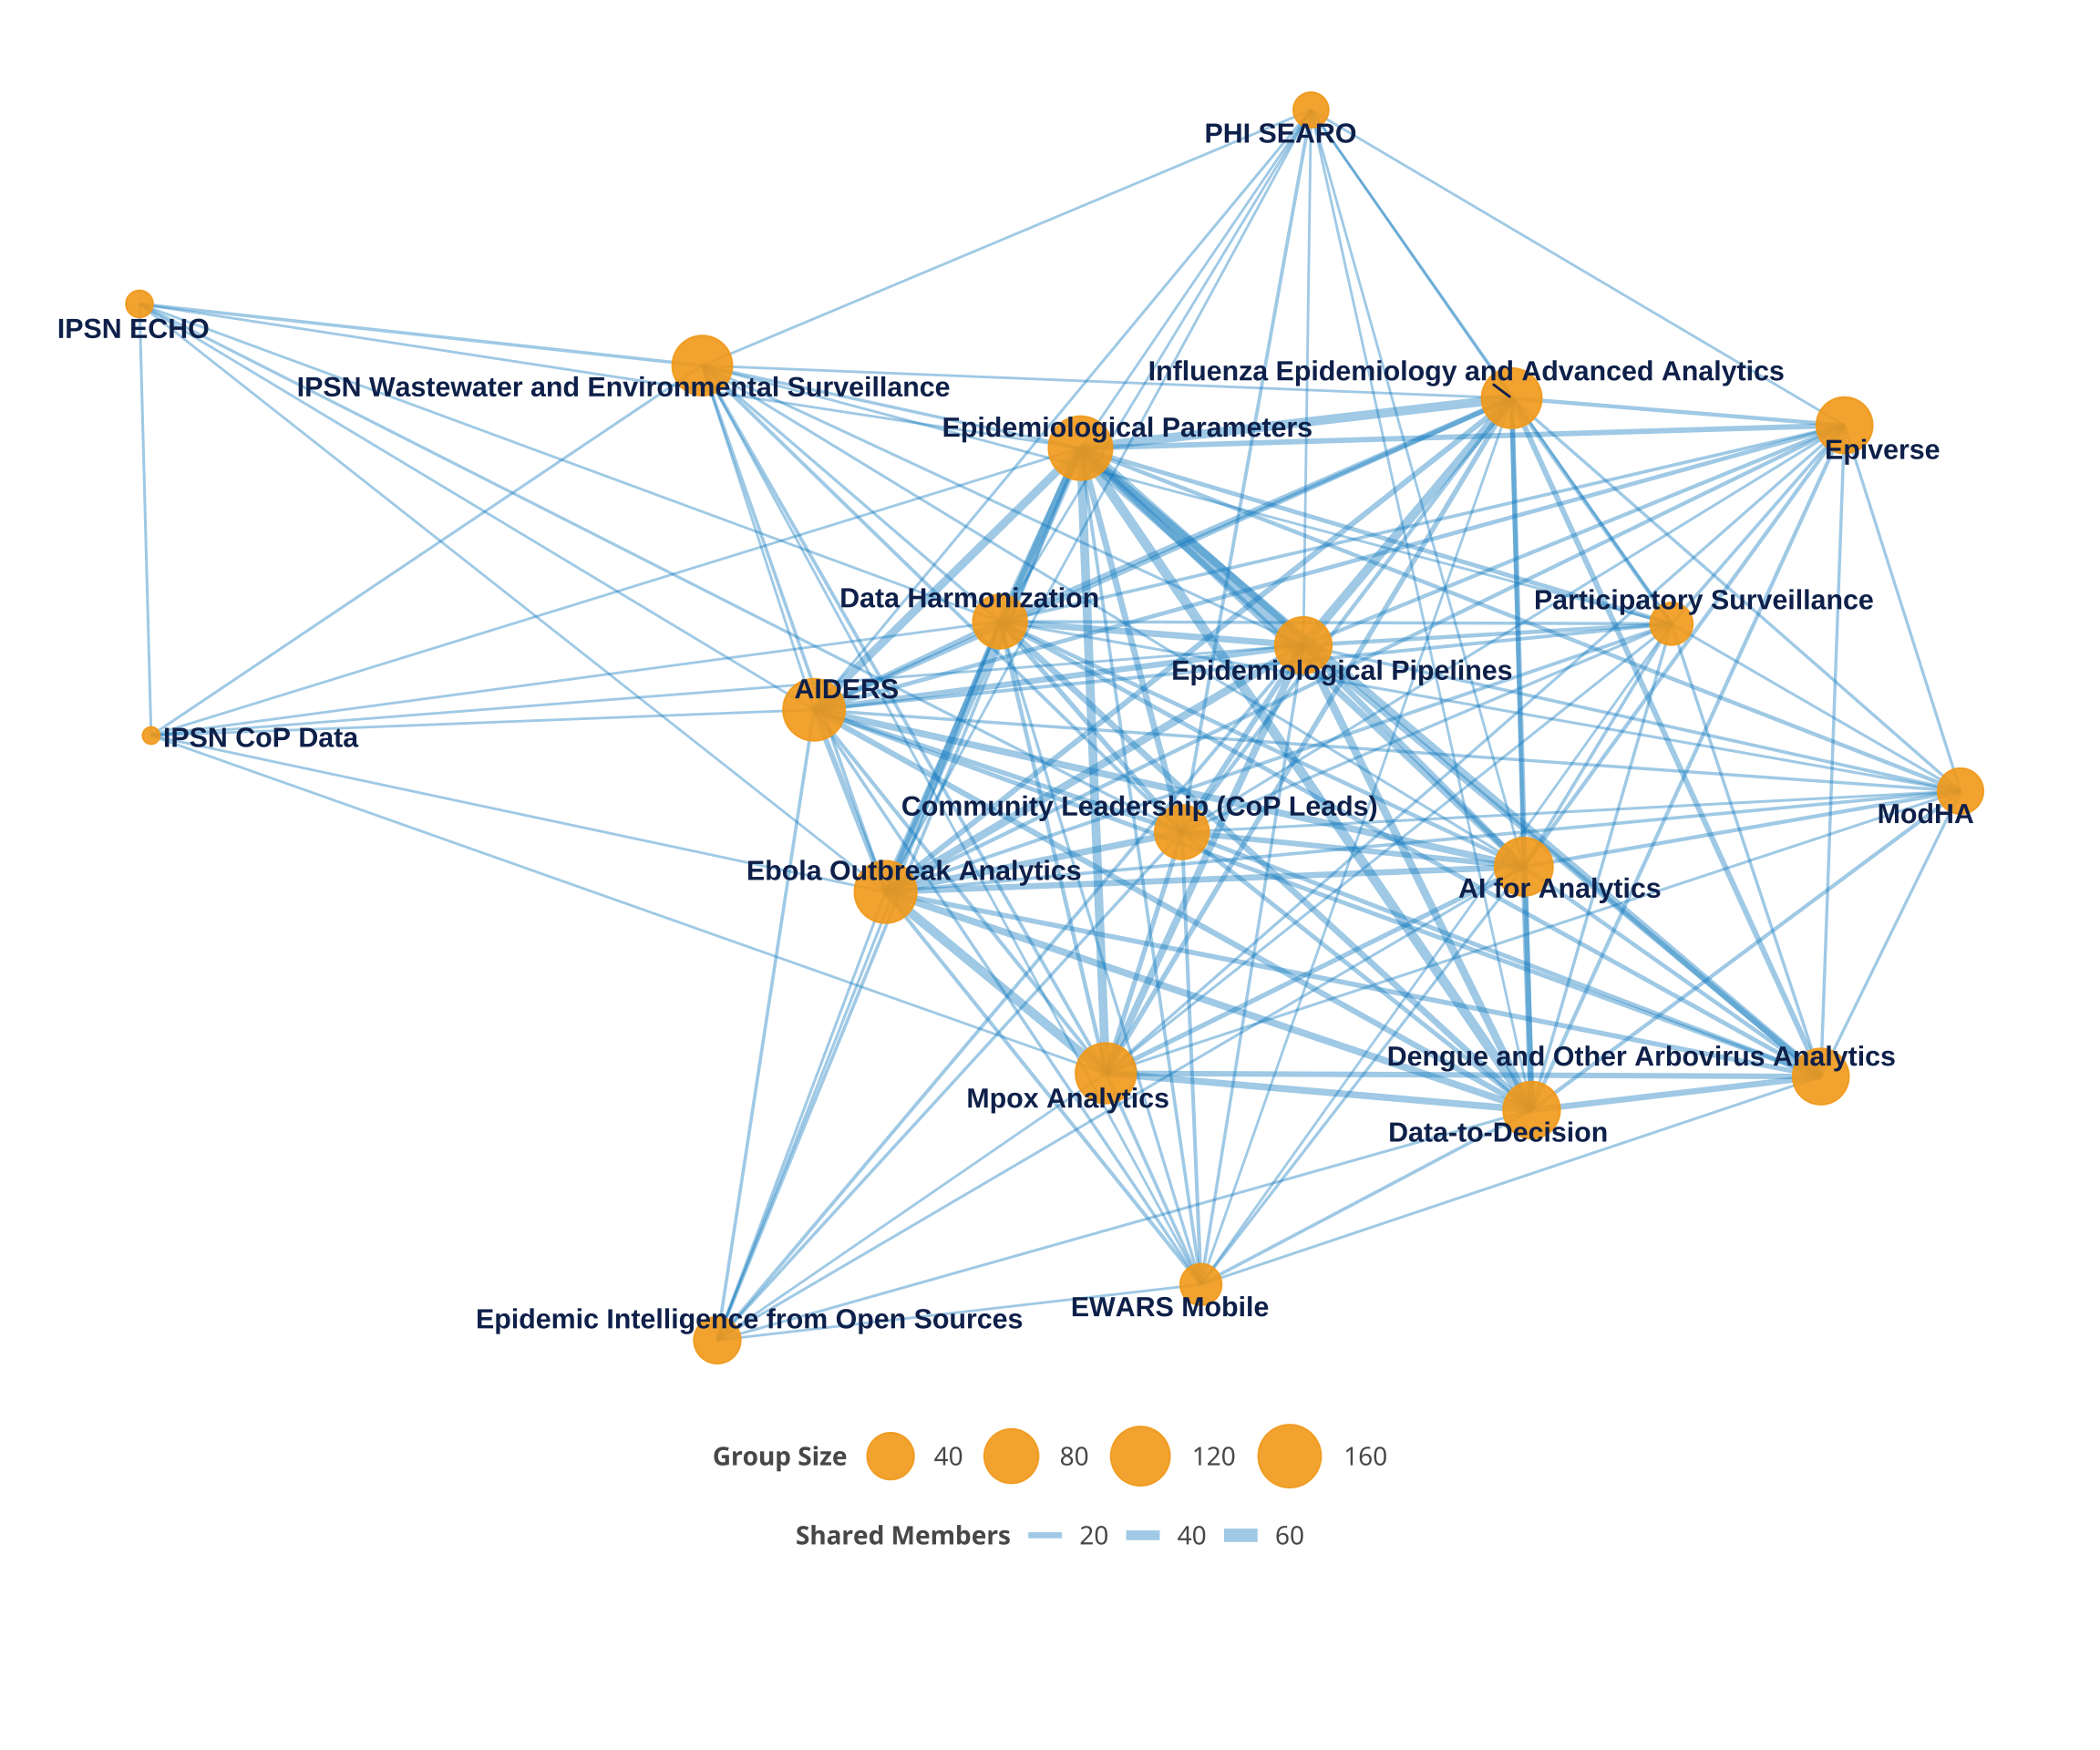 PHI SEARO
IPSN ECHO
IPSN Wastewater and Environmental Surveillance
Influenza Epidemiology and Advanced Analytics
Epidemiological Parameters
Epiverse
Data Harmonization
Participatory Surveillance
Epidemiological Pipelines
AIDERS
IPSN CoP Data
Community Leadership (CoP Leads)
ModHA
Ebola Outbreak Analytics
AI for Analytics
Dengue and Other Arbovirus Analytics
Mpox Analytics
Data-to-Decision
EWARS Mobile
Epidemic Intelligence from Open Sources
Group Size 40 80 120 160
Shared Members 20 40 60